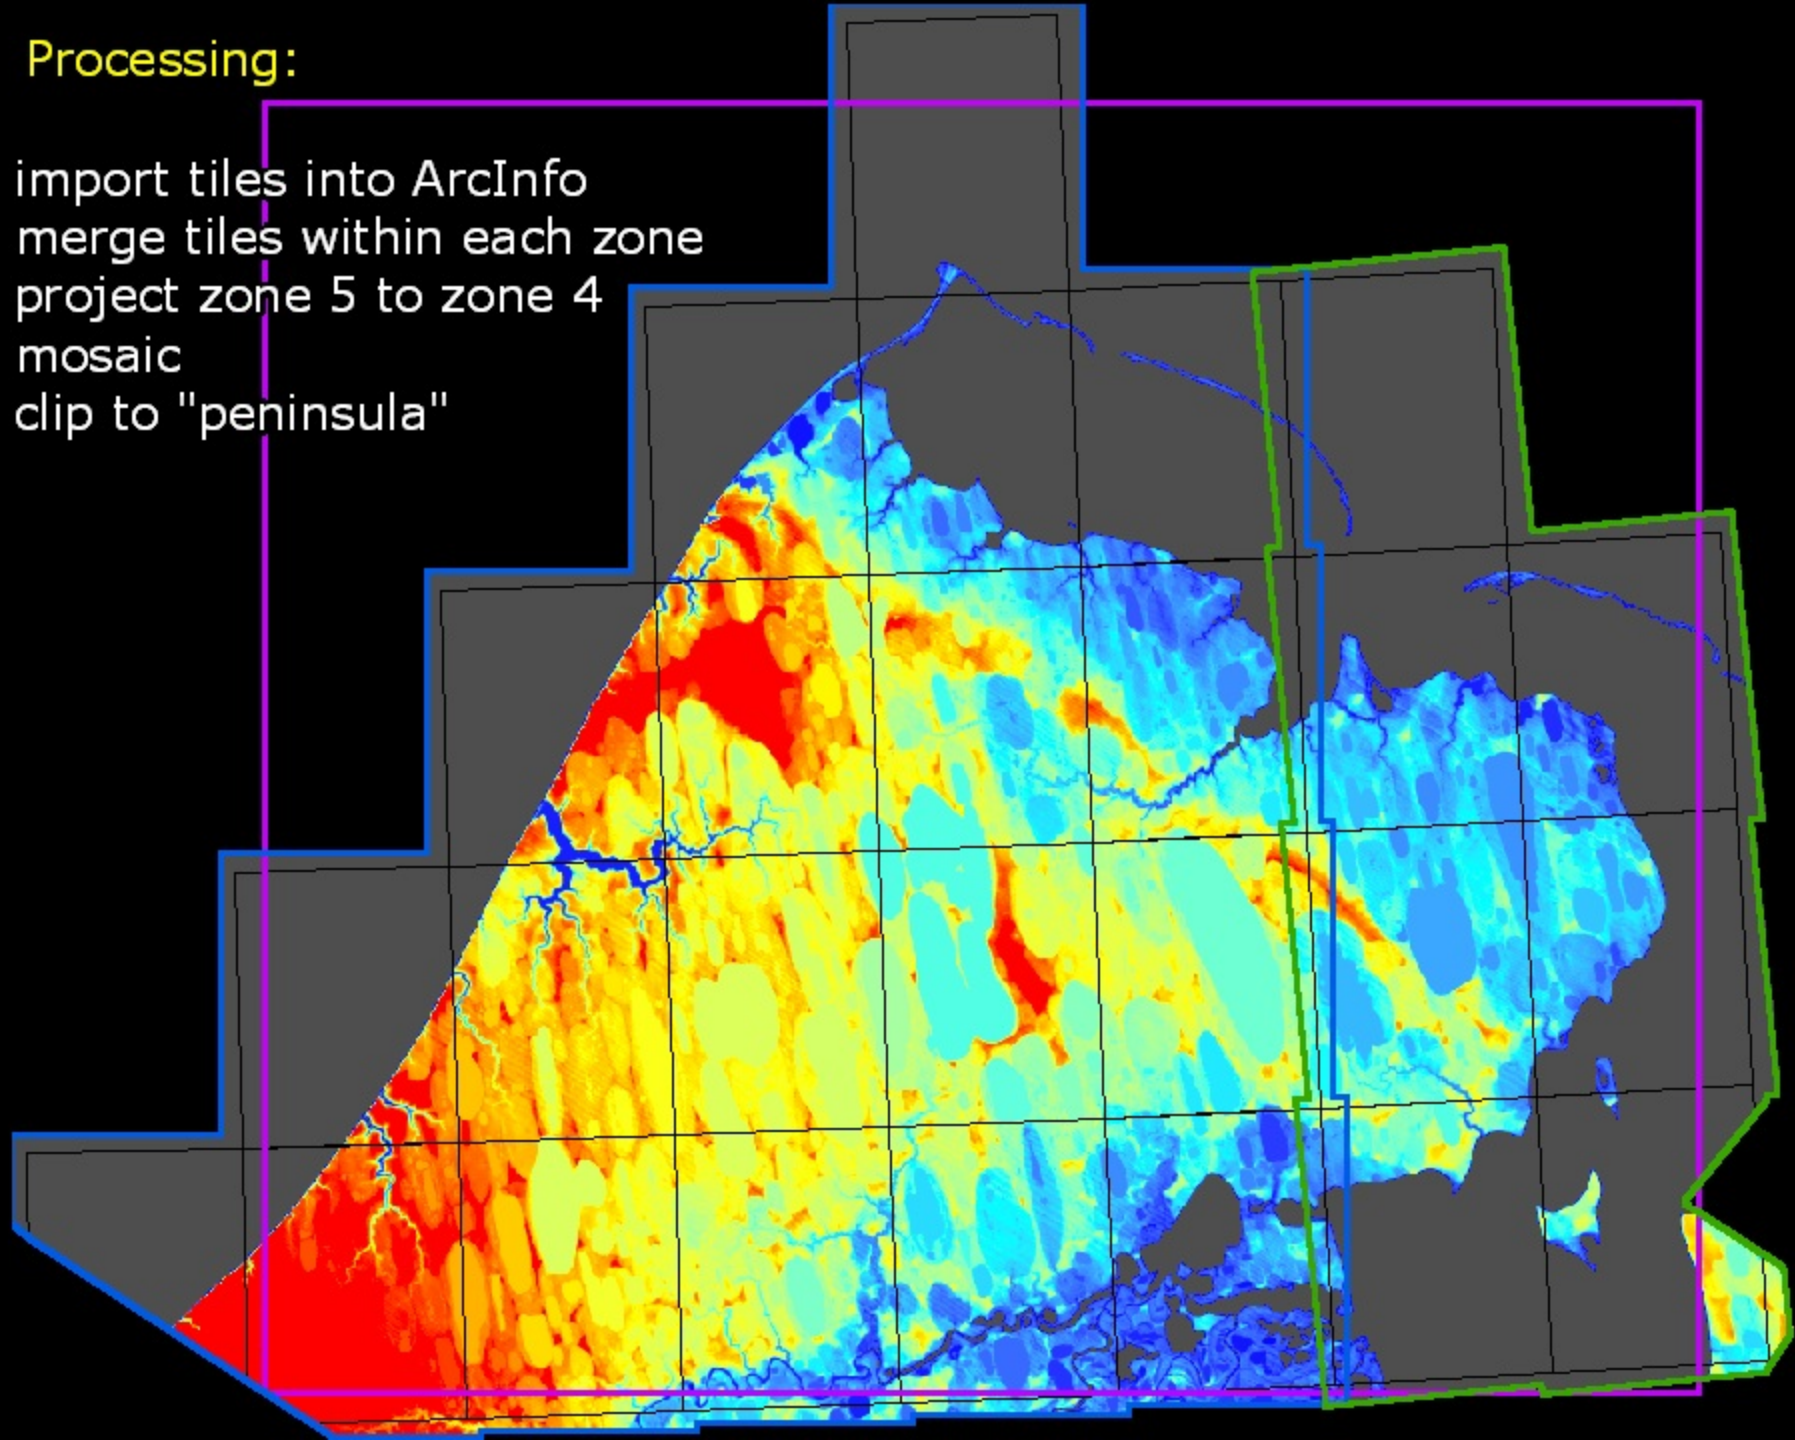 Processing:
import tiles into ArcInfo
merge tiles within each zone
project zone 5 to zone 4
mosaic
clip to "peninsula"